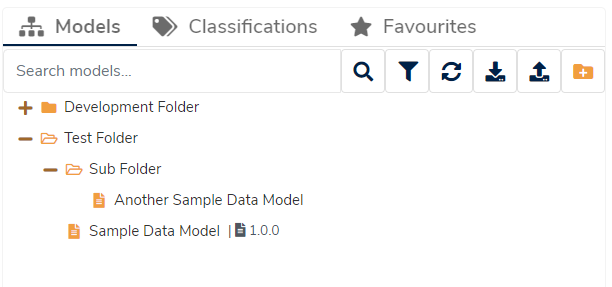 Models Classifications Favourites
Search models...
Development Folder
Test Folder
Sub Folder
Another Sample Data Model
Sample Data Model | 1.0.0